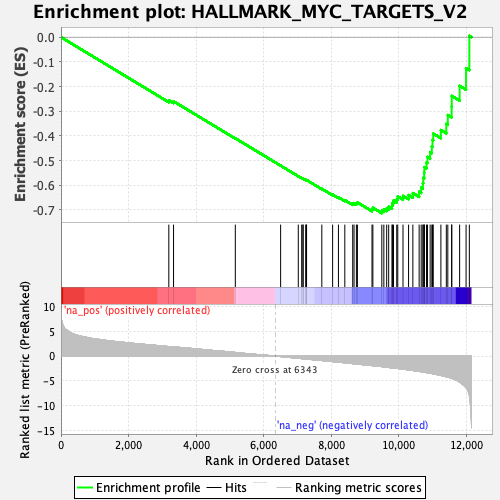 Enrichment plot: HALLMARK_MYC_TARGETS_V2
Enrichment score (ES)
0.0
-0.1
-0.2
-0.3
-0.4
-0.5
-0.6
-0.7
Ranked list metric (PreRanked)
10
5
0
-5
-10
-15
'na_pos' (positively correlated)
Zero cross at 6343
'na_neg' (negatively correlated)
0
2,000
4,000
6,000
8,000
10,000
12,000
Rank in Ordered Dataset
Enrichment profile
Hits
Ranking metric scores